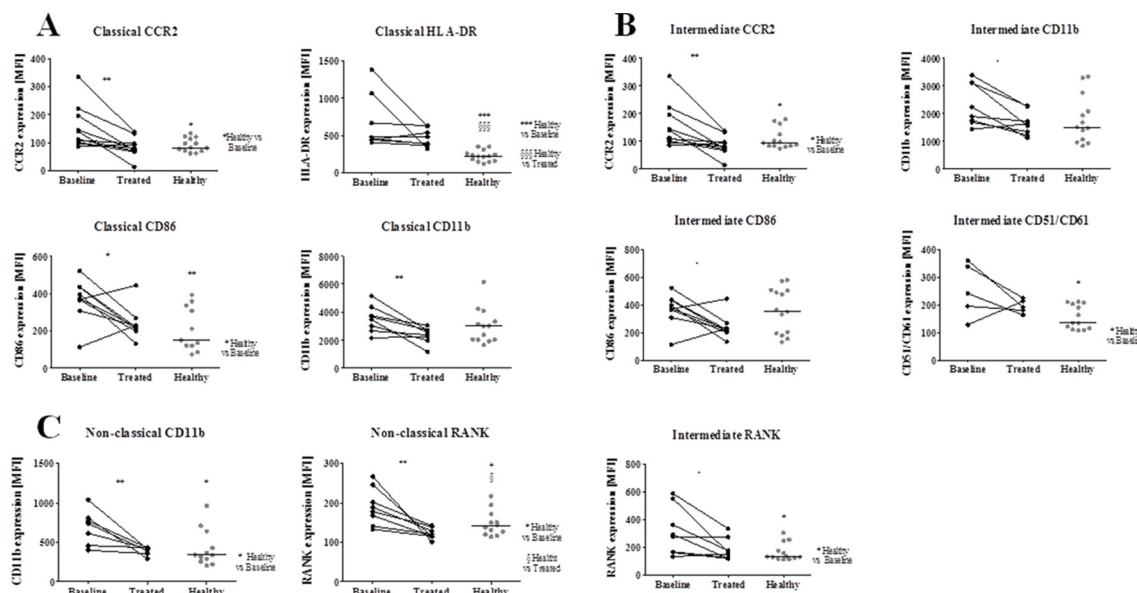 A
Classical CCR2
CCR2 expression [MFI]
400
300
200
100
0
**
*
*Healthy vs
Baseline
Baseline
Treated
Healthy
Classical HLA-DR
HLA-DR expression [MFI]
1500
1000
500
0
***
§§§
*** Healthy
vs Baseline
§§§ Healthy
vs Treated
Baseline
Treated
Healthy
Classical CD86
CD86 expression [MFI]
600
400
200
0
*
**
* Healthy
vs Baseline
Baseline
Treated
Healthy
Classical CD11b
CD11b expression [MFI]
8000
6000
4000
2000
0
**
Baseline
Treated
Healthy
B
Intermediate CCR2
CCR2 expression [MFI]
400
300
200
100
0
**
*
* Healthy
vs Baseline
Baseline
Treated
Healthy
Intermediate CD11b
CD11b expression [MFI]
4000
3000
2000
1000
0
*
Baseline
Treated
Healthy
Intermediate CD86
CD86 expression [MFI]
800
600
400
200
0
*
Baseline
Treated
Healthy
Intermediate CD51/CD61
CD51/CD61 expression [MFI]
400
300
200
100
0
*
* Healthy
vs Baseline
Baseline
Treated
Healthy
C
Non-classical CD11b
CD11b expression [MFI]
1500
1000
500
0
**
*
* Healthy
vs Baseline
Baseline
Treated
Healthy
Non-classical RANK
RANK expression [MFI]
300
200
100
0
**
*
§
* Healthy
vs Baseline
§ Healthy
vs Treated
Baseline
Treated
Healthy
Intermediate RANK
RANK expression [MFI]
800
600
400
200
0
*
*
* Healthy
vs Baseline
Baseline
Treated
Healthy